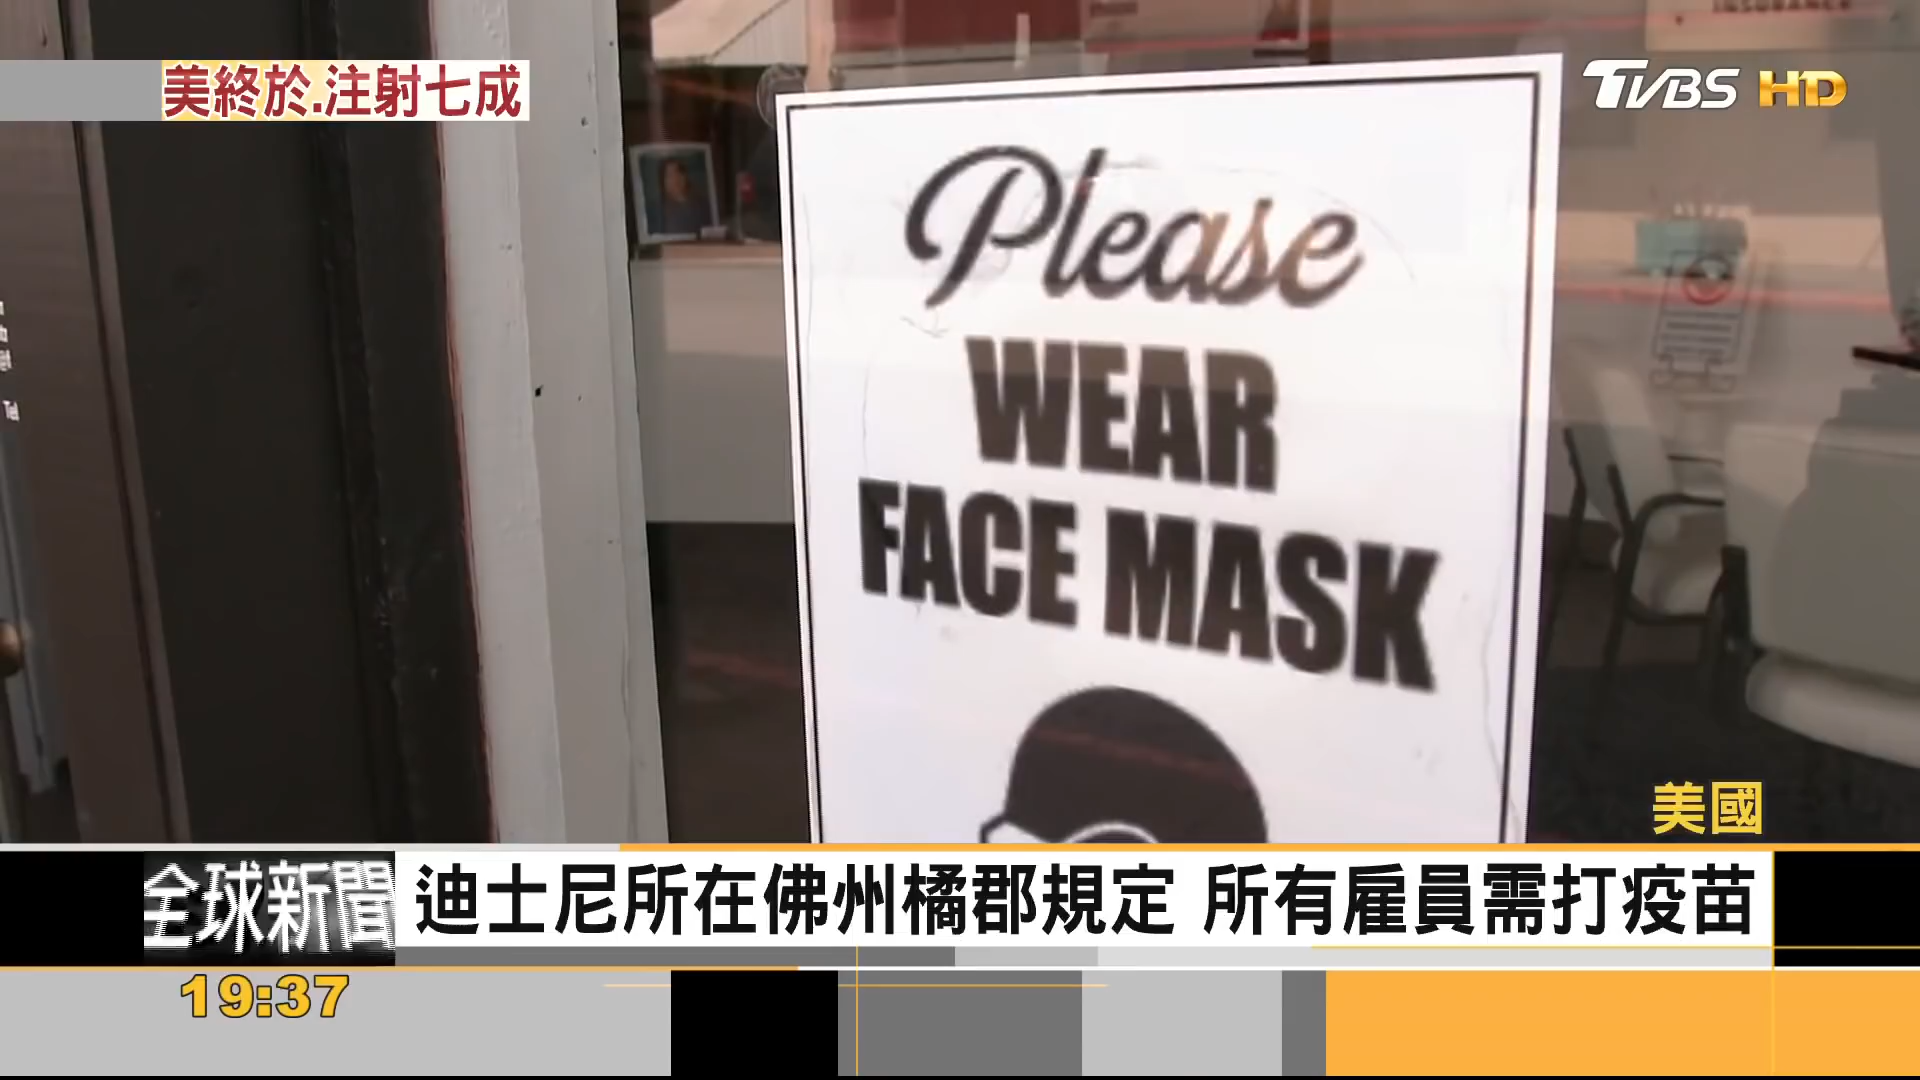 美終於.注射七成
TVBS HD
INSURANCE
Please
WEAR
FACE MASK
Tel
美國
全球新聞
迪士尼所在佛州橘郡規定 所有雇員需打疫苗
19:37